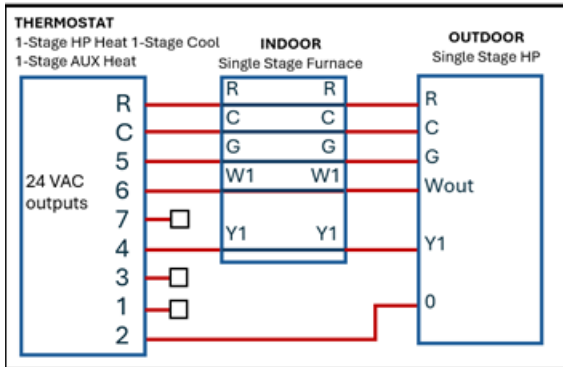 THERMOSTAT
1-Stage HP Heat 1-Stage Cool
1-Stage AUX Heat
INDOOR
Single Stage Furnace
OUTDOOR
Single Stage HP
24 VAC
outputs
R
C
5
6
7
4
3
1
2
R R
C C
G G
W1 W1
Y1 Y1
R
C
G
Wout
Y1
0